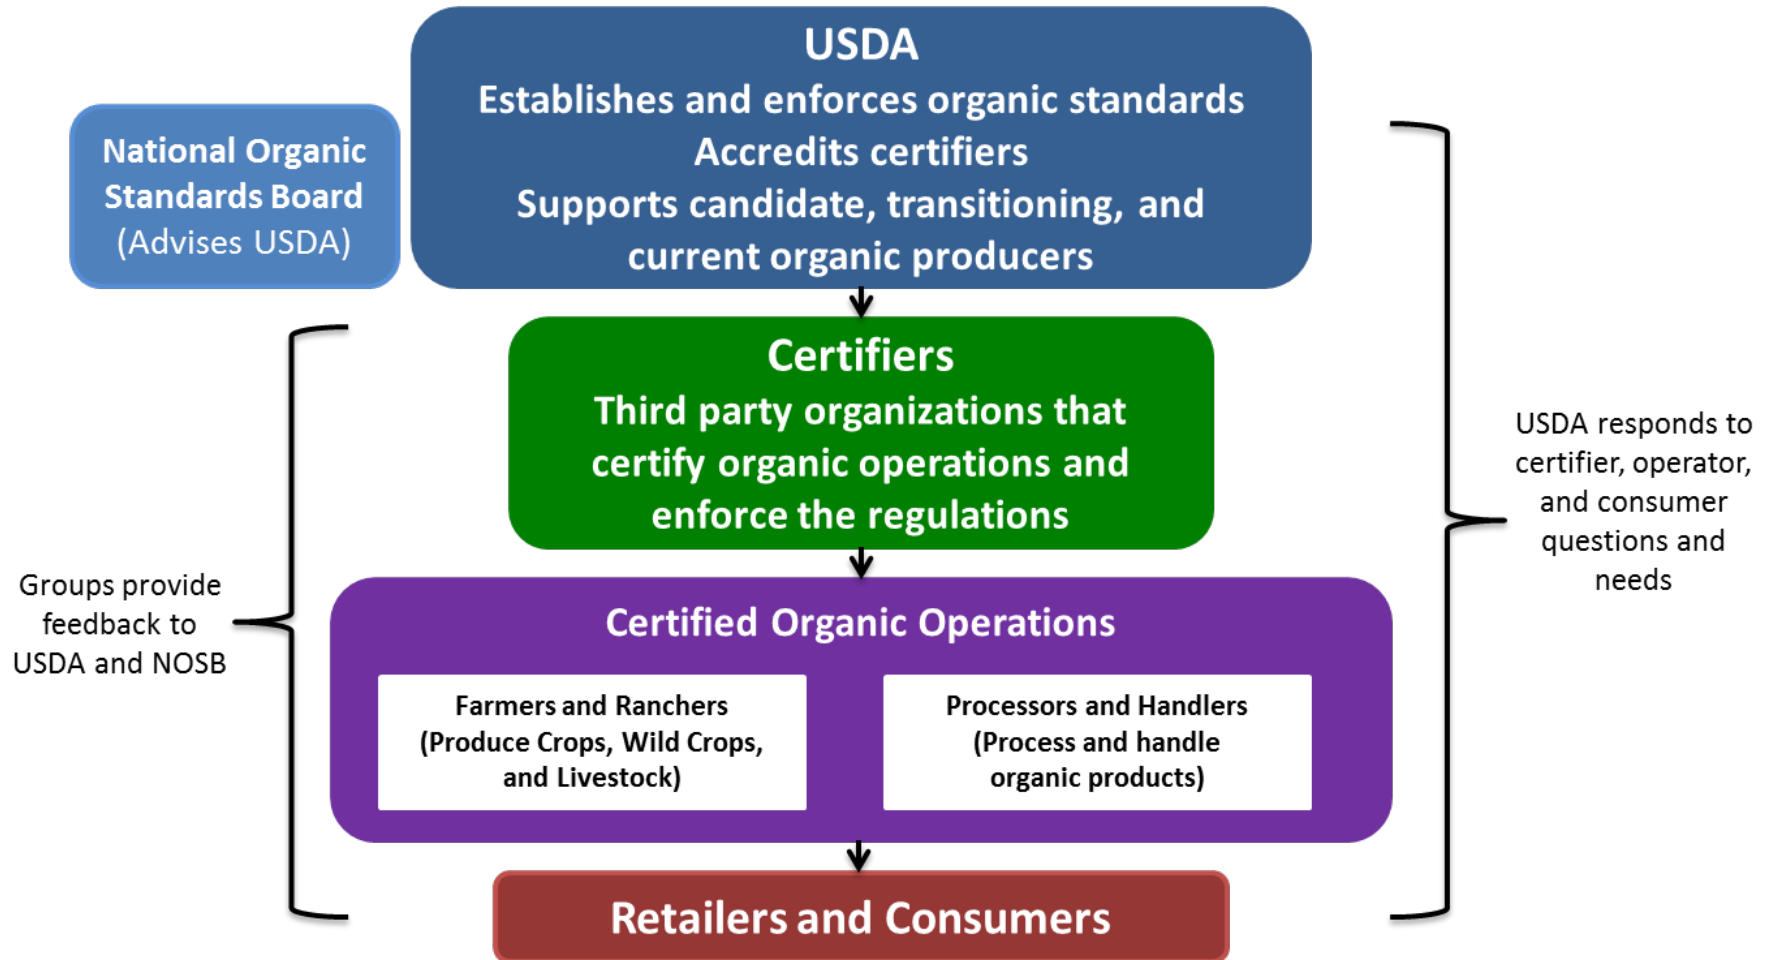 USDA
Establishes and enforces organic standards
Accredits certifiers
Supports candidate, transitioning, and
current organic producers
National Organic
Standards Board
(Advises USDA)
Certifiers
Third party organizations that
certify organic operations and
enforce the regulations
USDA responds to
certifier, operator,
and consumer
questions and
needs
Groups provide
feedback to
USDA and NOSB
Certified Organic Operations
Farmers and Ranchers
(Produce Crops, Wild Crops,
and Livestock)
Processors and Handlers
(Process and handle
organic products)
Retailers and Consumers